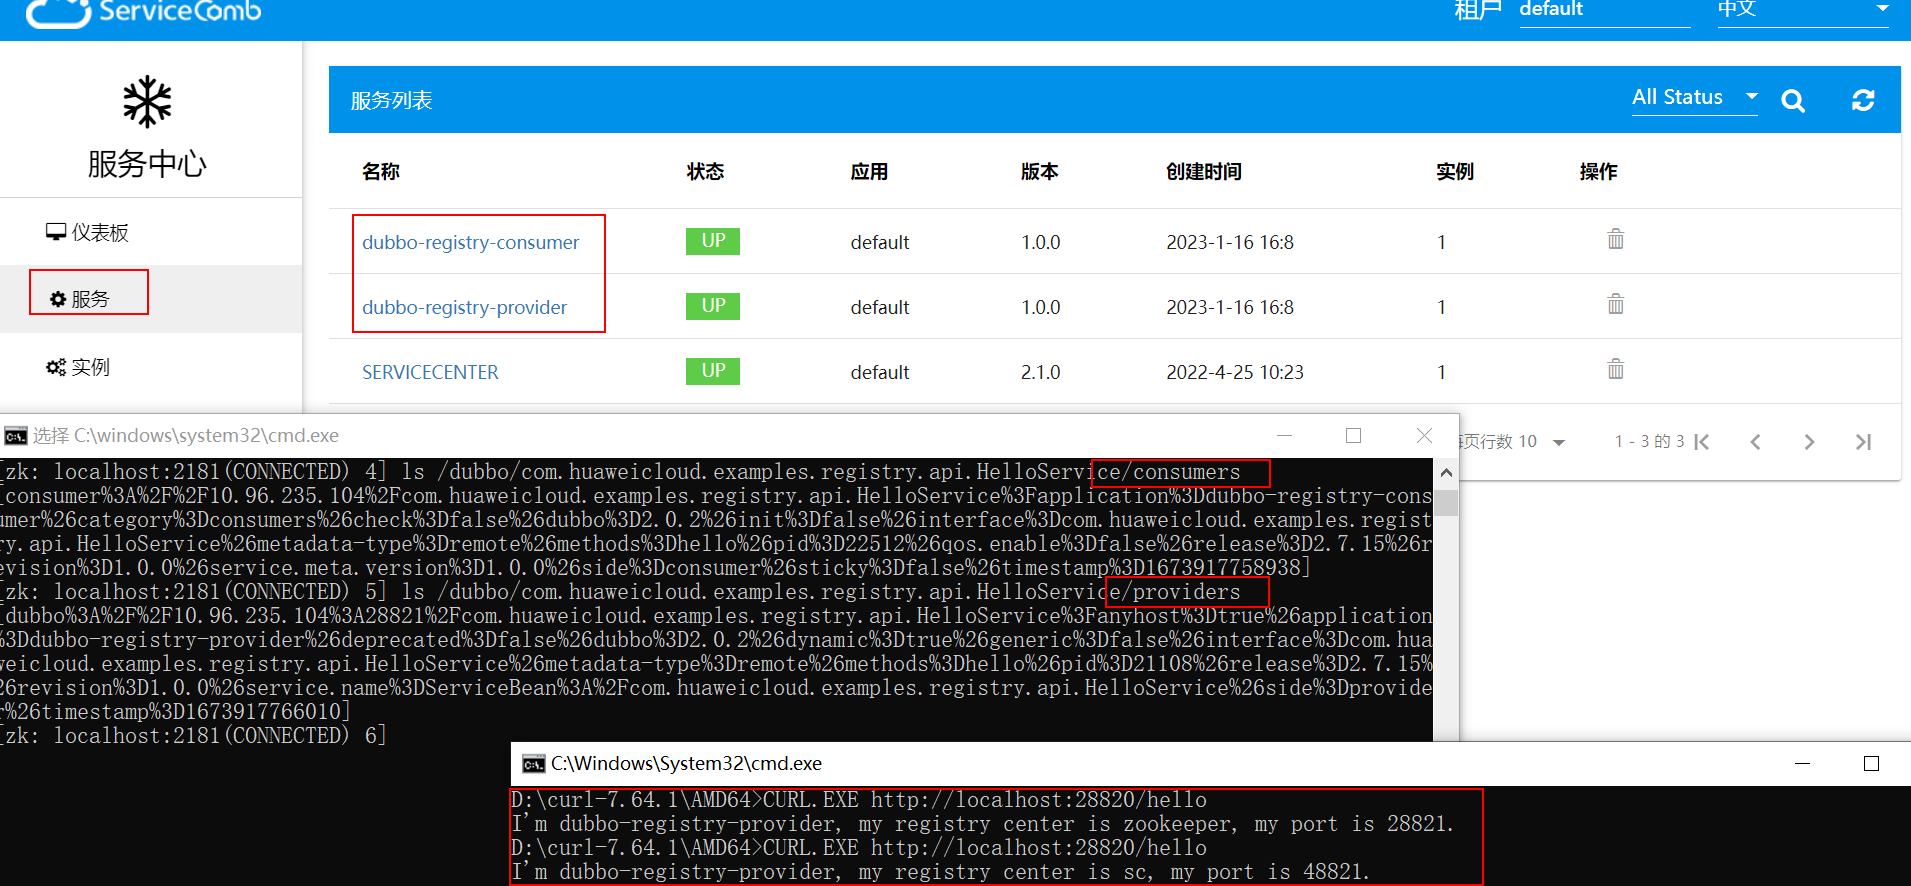 ServiceComb
租户 default 中文
服务中心
仪表板
服务
实例
服务列表 All Status
名称 状态 应用 版本 创建时间 实例 操作
dubbo-registry-consumer UP default 1.0.0 2023-1-16 16:8 1
dubbo-registry-provider UP default 1.0.0 2023-1-16 16:8 1
SERVICECENTER UP default 2.1.0 2022-4-25 10:23 1
页行数 10 1 - 3 的 3
选择 C:\windows\system32\cmd.exe
[zk: localhost:2181(CONNECTED) 4] ls /dubbo/com.huaweicloud.examples.registry.api.HelloService/consumers
[consumer%3A%2F%2F10.96.235.104%2Fcom.huaweicloud.examples.registry.api.HelloService%3Fapplication%3Ddubbo-registry-cons
umer%26category%3Dconsumers%26check%3Dfalse%26dubbo%3D2.0.2%26init%3Dfalse%26interface%3Dcom.huaweicloud.examples.regist
ry.api.HelloService%26metadata-type%3Dremote%26methods%3Dhello%26pid%3D22512%26qos.enable%3Dfalse%26release%3D2.7.15%26r
evision%3D1.0.0%26service.meta.version%3D1.0.0%26side%3Dconsumer%26sticky%3Dfalse%26timestamp%3D1673917758938]
[zk: localhost:2181(CONNECTED) 5] ls /dubbo/com.huaweicloud.examples.registry.api.HelloService/providers
[dubbo%3A%2F%2F10.96.235.104%3A28821%2Fcom.huaweicloud.examples.registry.api.HelloService%3Fanyhost%3Dtrue%26application
%3Ddubbo-registry-provider%26deprecated%3Dfalse%26dubbo%3D2.0.2%26dynamic%3Dtrue%26generic%3Dfalse%26interface%3Dcom.hua
weicloud.examples.registry.api.HelloService%26metadata-type%3Dremote%26methods%3Dhello%26pid%3D21108%26release%3D2.7.15%
26revision%3D1.0.0%26service.name%3DServiceBean%3A%2Fcom.huaweicloud.examples.registry.api.HelloService%26side%3Dprovide
r%26timestamp%3D1673917766010]
[zk: localhost:2181(CONNECTED) 6]
C:\Windows\System32\cmd.exe
D:\curl-7.64.1\AMD64>CURL.EXE http://localhost:28820/hello
I'm dubbo-registry-provider, my registry center is zookeeper, my port is 28821.
D:\curl-7.64.1\AMD64>CURL.EXE http://localhost:28820/hello
I'm dubbo-registry-provider, my registry center is sc, my port is 48821.